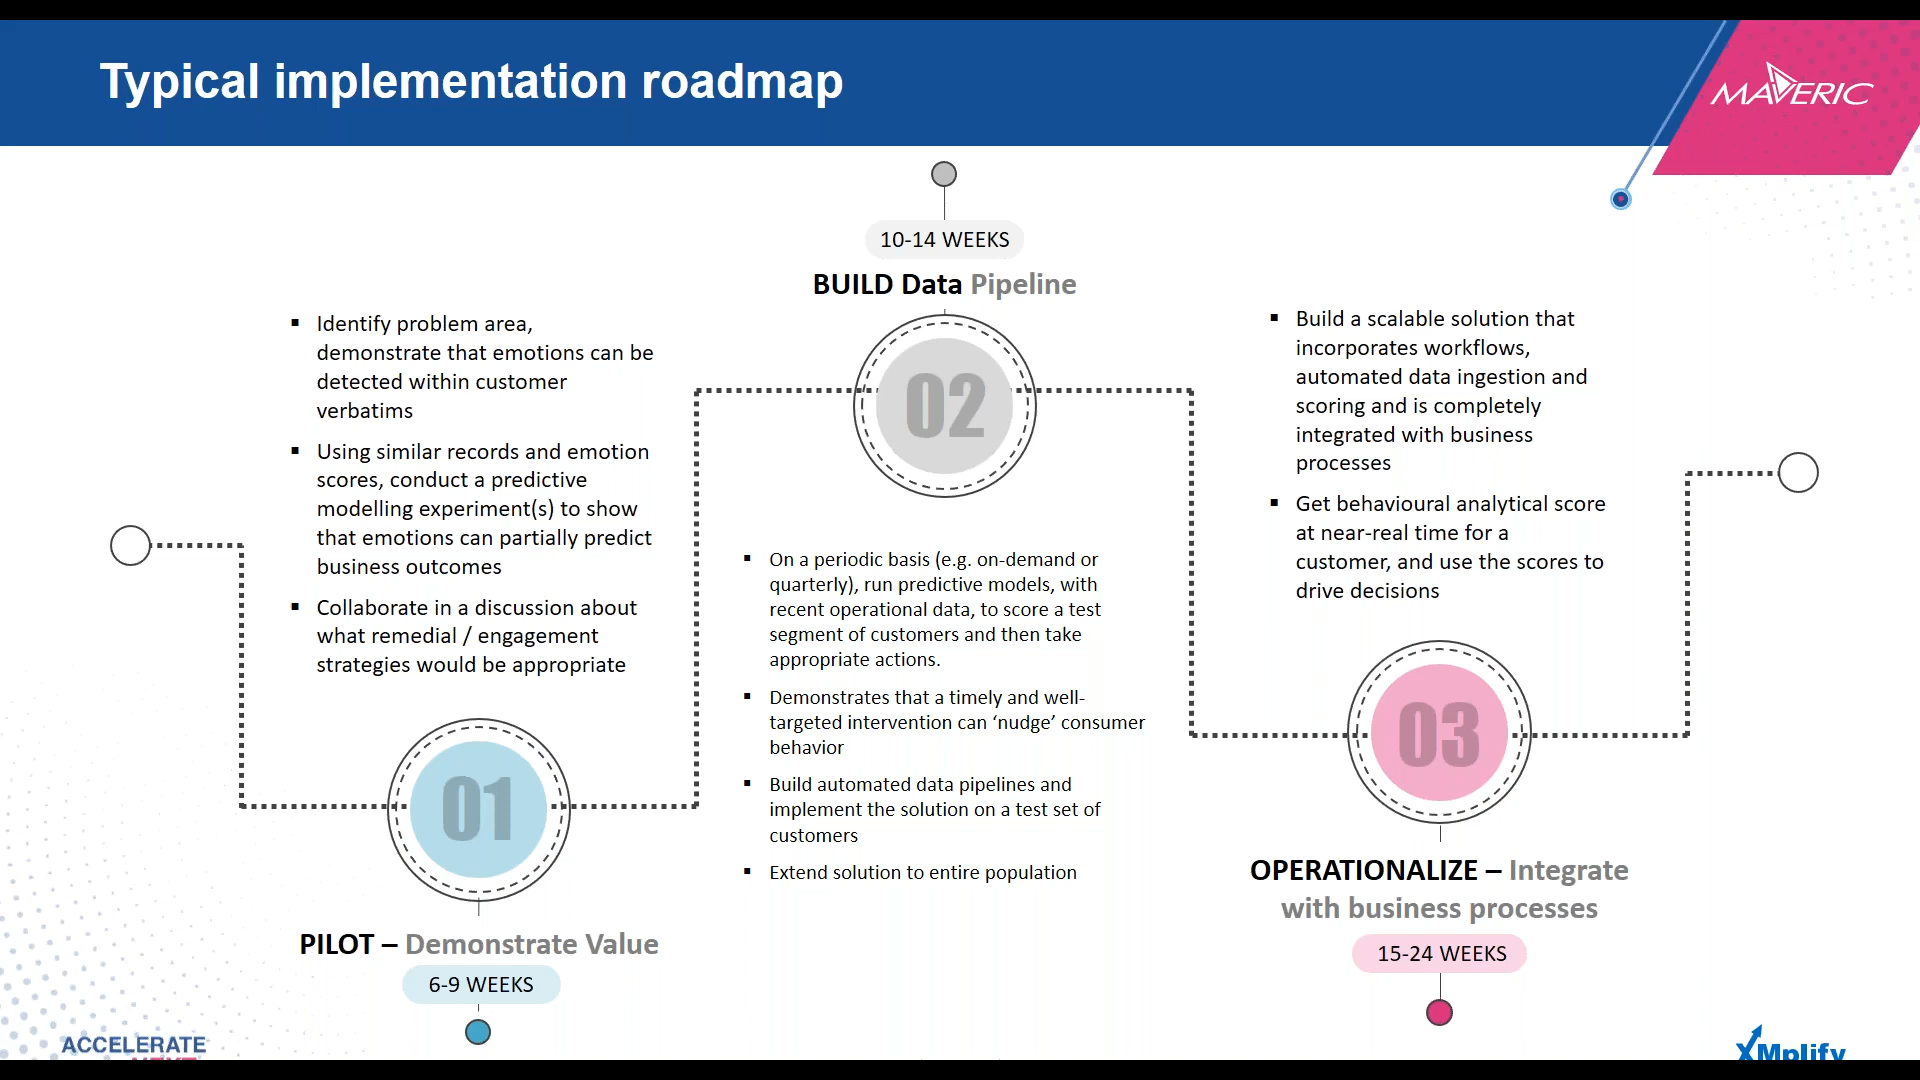 Typical implementation roadmap
MAVERIC
10-14 WEEKS
BUILD Data Pipeline
02
▪ Identify problem area,
demonstrate that emotions can be
detected within customer
verbatims
▪ Using similar records and emotion
scores, conduct a predictive
modelling experiment(s) to show
that emotions can partially predict
business outcomes
▪ Collaborate in a discussion about
what remedial / engagement
strategies would be appropriate
01
PILOT – Demonstrate Value
6-9 WEEKS
▪ On a periodic basis (e.g. on-demand or
quarterly), run predictive models, with
recent operational data, to score a test
segment of customers and then take
appropriate actions.
▪ Demonstrates that a timely and well-
targeted intervention can ‘nudge’ consumer
behavior
▪ Build automated data pipelines and
implement the solution on a test set of
customers
▪ Extend solution to entire population
▪ Build a scalable solution that
incorporates workflows,
automated data ingestion and
scoring and is completely
integrated with business
processes
▪ Get behavioural analytical score
at near-real time for a
customer, and use the scores to
drive decisions
03
OPERATIONALIZE – Integrate
with business processes
15-24 WEEKS
ACCELERATE
XMplify